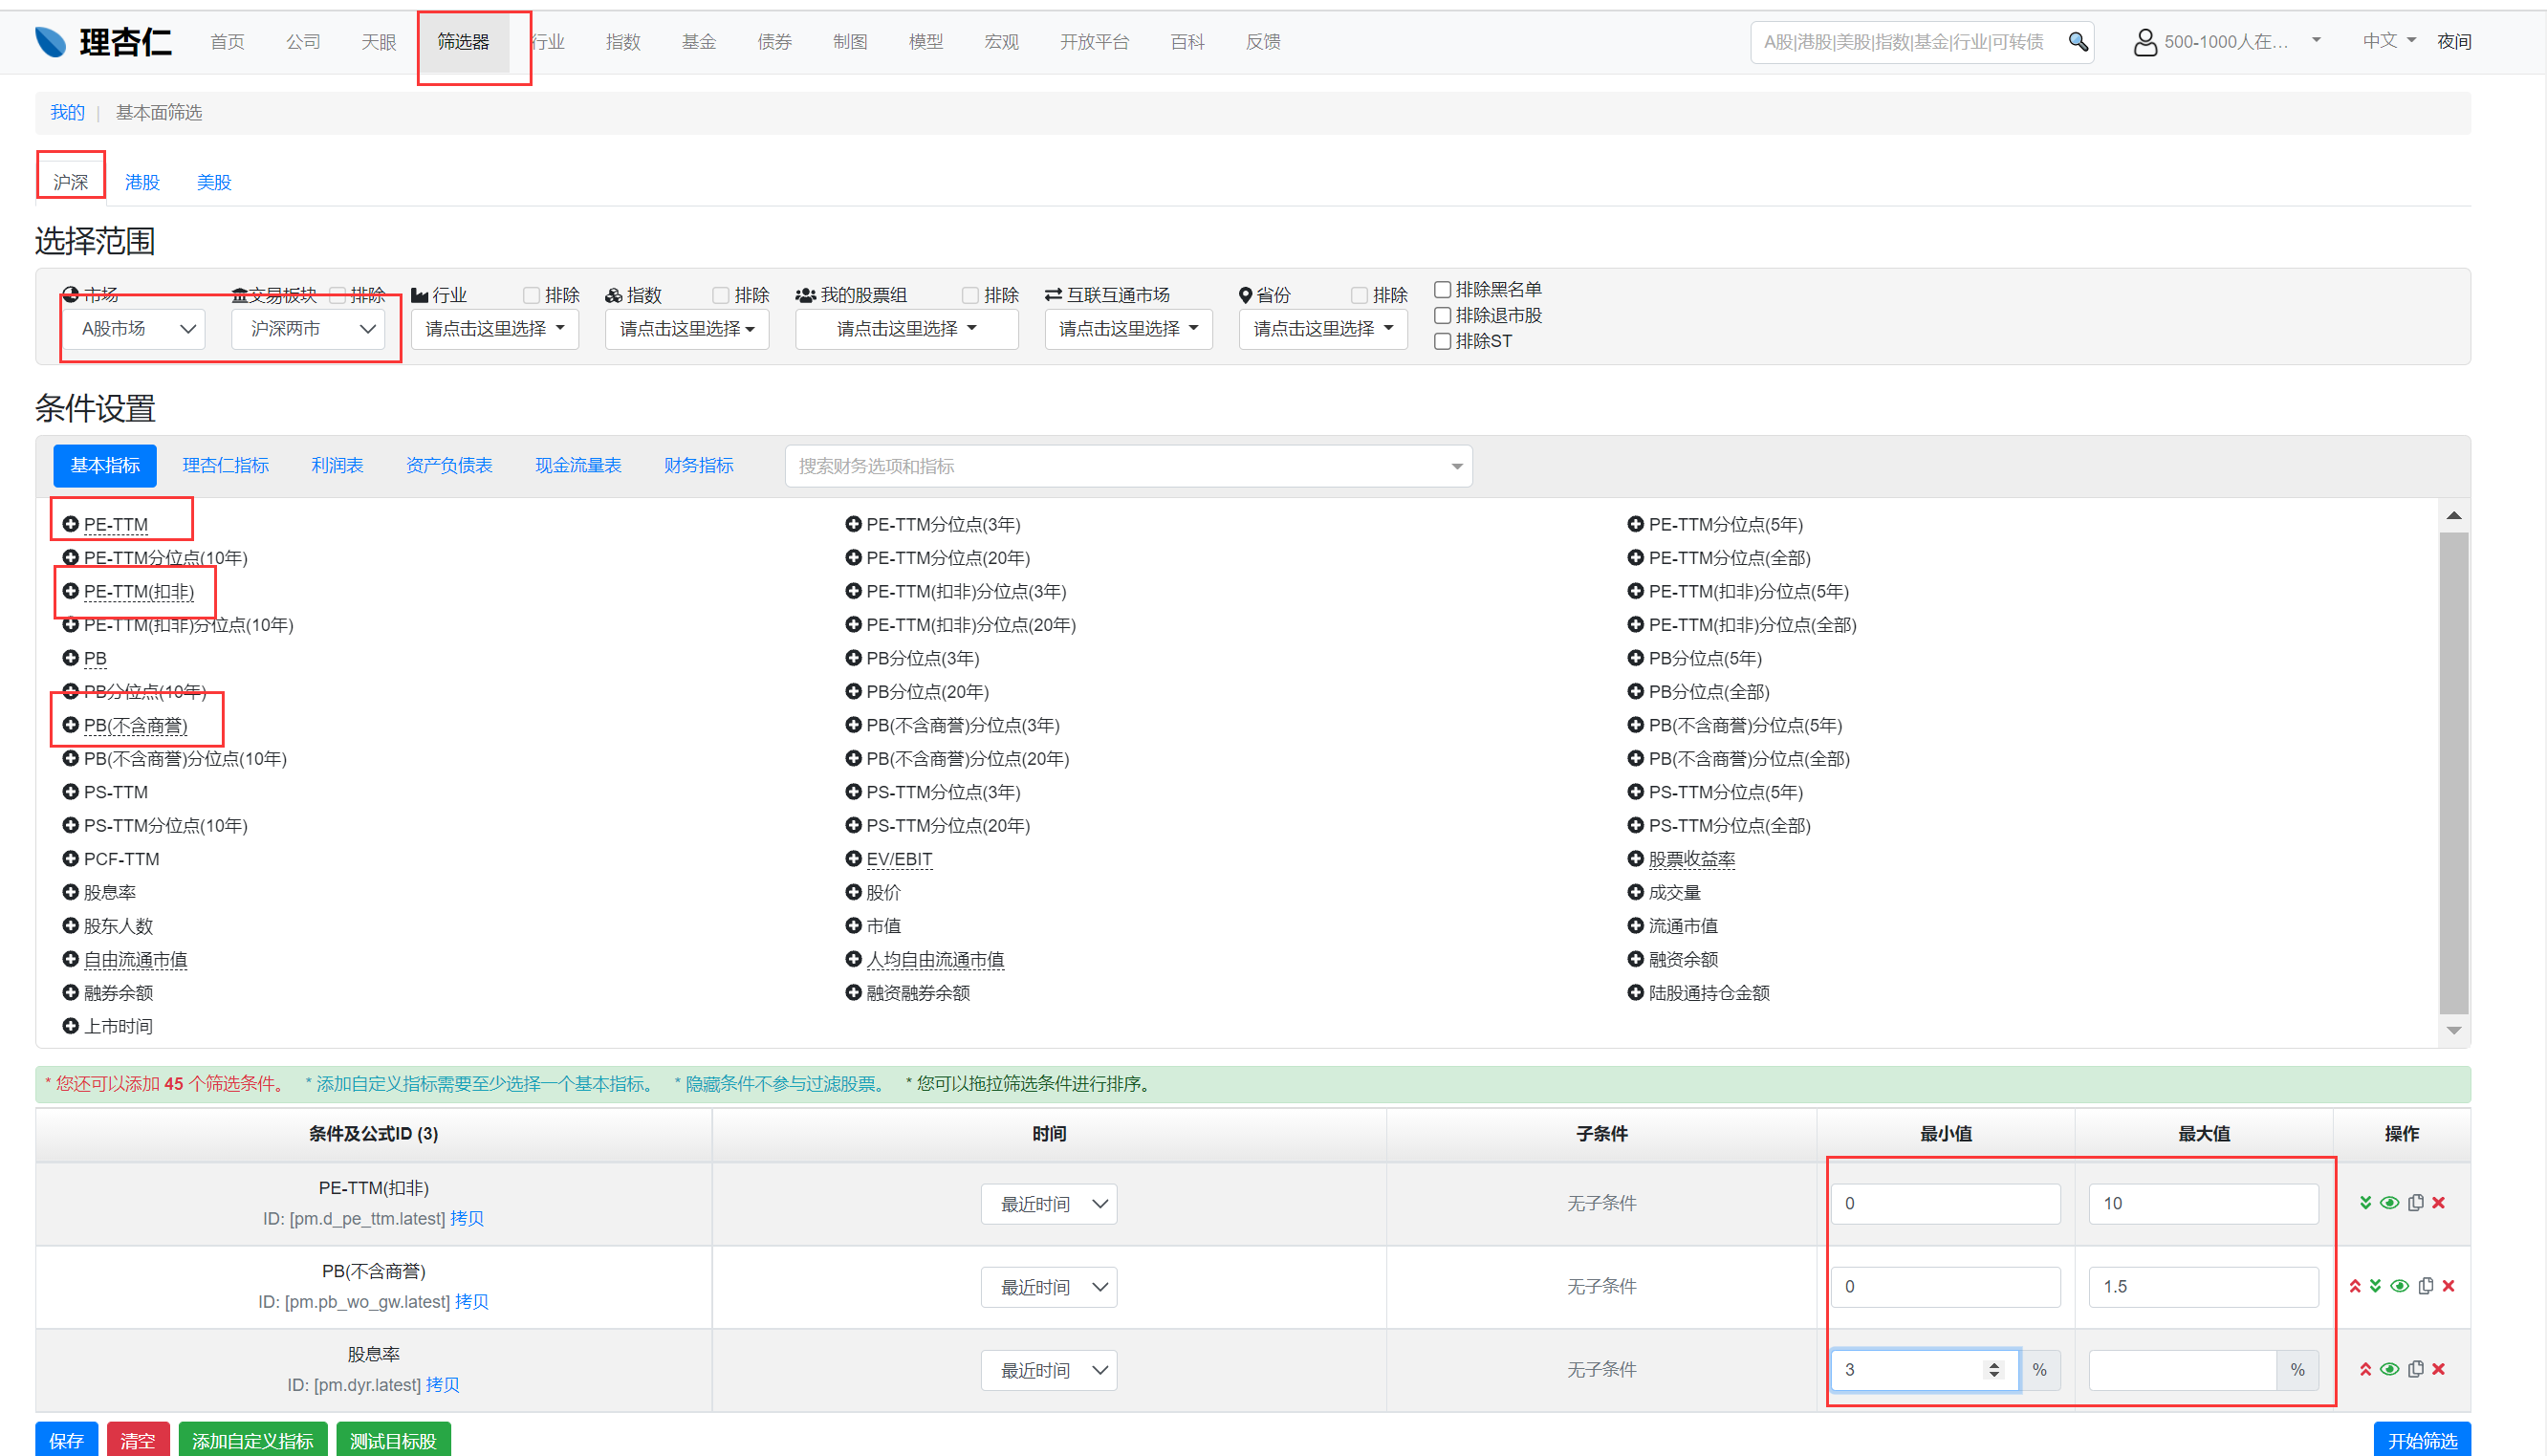 理杏仁 首页 公司 天眼 筛选器 行业 指数 基金 债券 制图 模型 宏观 开放平台 百科 反馈 A股|港股|美股|指数|基金|行业|可转债 500-1000人在... 中文 夜间
我的 | 基本面筛选
沪深 港股 美股
选择范围
市场 交易板块 排除 行业 排除 指数 排除 我的股票组 排除 互联互通市场 省份 排除 排除黑名单
排除退市股
A股市场 沪深两市 请点击这里选择 请点击这里选择 请点击这里选择 请点击这里选择 请点击这里选择
排除ST
条件设置
基本指标 理杏仁指标 利润表 资产负债表 现金流量表 财务指标 搜索财务选项和指标
PE-TTM PE-TTM分位点(3年) PE-TTM分位点(5年)
PE-TTM分位点(10年) PE-TTM分位点(20年) PE-TTM分位点(全部)
PE-TTM(扣非) PE-TTM(扣非)分位点(3年) PE-TTM(扣非)分位点(5年)
PE-TTM(扣非)分位点(10年) PE-TTM(扣非)分位点(20年) PE-TTM(扣非)分位点(全部)
PB PB分位点(3年) PB分位点(5年)
PB分位点(10年) PB分位点(20年) PB分位点(全部)
PB(不含商誉) PB(不含商誉)分位点(3年) PB(不含商誉)分位点(5年)
PB(不含商誉)分位点(10年) PB(不含商誉)分位点(20年) PB(不含商誉)分位点(全部)
PS-TTM PS-TTM分位点(3年) PS-TTM分位点(5年)
PS-TTM分位点(10年) PS-TTM分位点(20年) PS-TTM分位点(全部)
PCF-TTM EV/EBIT 股票收益率
股息率 股价 成交量
股东人数 市值 流通市值
自由流通市值 人均自由流通市值 融资余额
融券余额 融资融券余额 陆股通持仓金额
上市时间
* 您还可以添加 45 个筛选条件。 * 添加自定义指标需要至少选择一个基本指标。 * 隐藏条件不参与过滤股票。 * 您可以拖拉筛选条件进行排序。
条件及公式ID (3) 时间 子条件 最小值 最大值 操作
PE-TTM(扣非)
ID: [pm.d_pe_ttm.latest] 拷贝 最近时间 无子条件 0 10
PB(不含商誉)
ID: [pm.pb_wo_gw.latest] 拷贝 最近时间 无子条件 0 1.5
股息率
ID: [pm.dyr.latest] 拷贝 最近时间 无子条件 3 % %
保存 清空 添加自定义指标 测试目标股 开始筛选